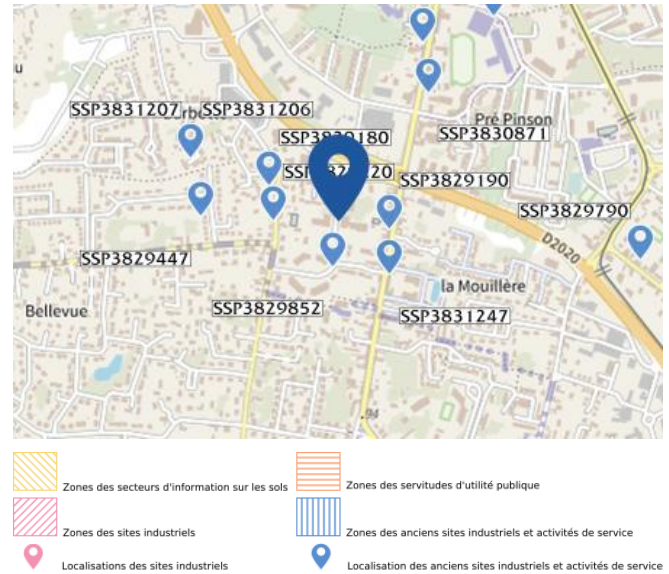 SSP3831207
SSP3831206
Pré Pinson
SSP3830871
SSP3829190
SSP3829790
D2020
SSP3829447
la Mouillère
Bellevue
SSP3829852
SSP3831247
94
Zones des secteurs d'information sur les sols
Zones des servitudes d'utilité publique
Zones des sites industriels
Zones des anciens sites industriels et activités de service
Localisations des sites industriels
Localisation des anciens sites industriels et activités de service